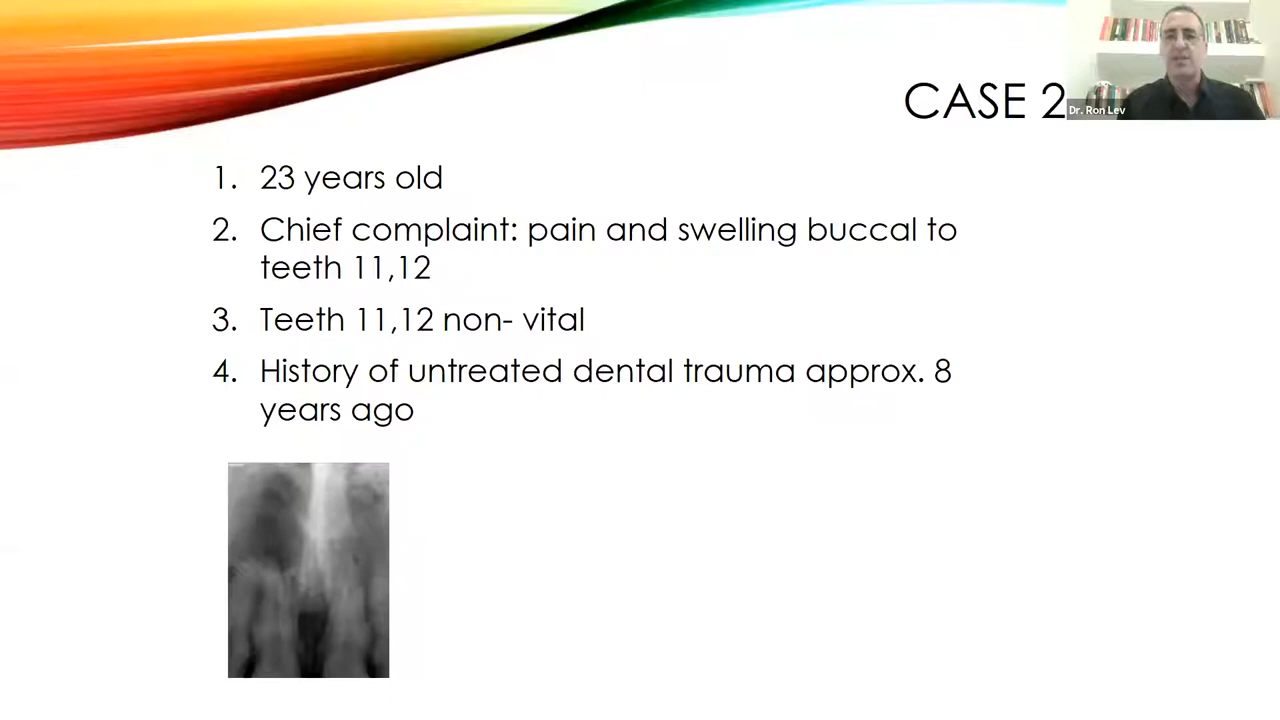 CASE 2
Dr. Ron Lev
1. 23 years old
2. Chief complaint: pain and swelling buccal to
teeth 11,12
3. Teeth 11,12 non- vital
4. History of untreated dental trauma approx. 8
years ago